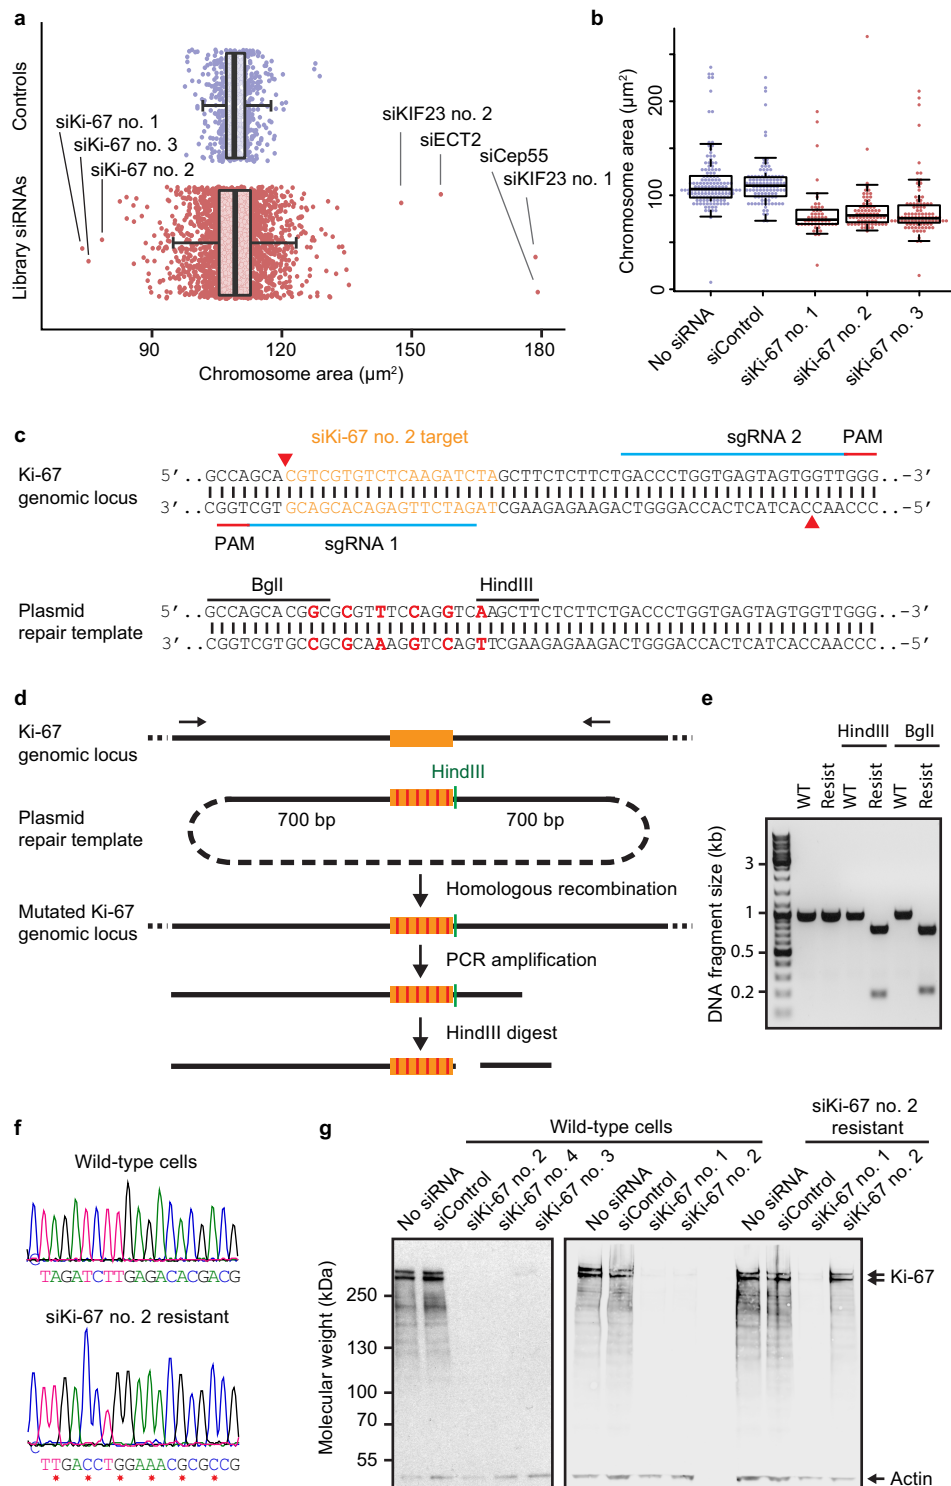 a
Controls
Library siRNAs
siKi-67 no. 1
siKi-67 no. 3
siKi-67 no. 2
siKIF23 no. 2
siECT2
siCep55
siKIF23 no. 1
90 120 150 180
Chromosome area (µm²)
b
Chromosome area (µm²)
200
100
0
No siRNA
siControl
siKi-67 no. 1
siKi-67 no. 2
siKi-67 no. 3
c
siKi-67 no. 2 target
sgRNA 2 PAM
Ki-67
genomic locus
5′..GCCAGCACGTCGTGTCTCAAGATCTAGCTTCTCTTCTGACCCTGGTGAGTAGTGGTTGGG..–3′
3′..CGGTCGTGCAGCACAGAGTTCTAGATCGAAGAGAAGACTGGGACCACTCATCACCAACCC..–5′
PAM sgRNA 1
BglI HindIII
Plasmid
repair template
5′..GCCAGCACGGCGCGTTTCCAGGTCAAGCTTCTCTTCTGACCCTGGTGAGTAGTGGTTGGG..–3′
3′..CGGTCGTGCCGCGCAAAGGTCCAGTTCGAAGAGAAGACTGGGACCACTCATCACCAACCC..–5′
d
Ki-67
genomic locus
HindIII
Plasmid
repair template
700 bp 700 bp
Homologous recombination
Mutated Ki-67
genomic locus
PCR amplification
HindIII digest
e
HindIII BglI
WT
Resist
WT
Resist
WT
Resist
DNA fragment size (kb)
3
1
0.5
0.2
f
Wild-type cells
C
TAGATCTTGAGACACGACG
siKi-67 no. 2 resistant
C
TTGACCTGGAAACGCGCCG
* * * * * *
g
Wild-type cells
siKi-67 no. 2
resistant
No siRNA
siControl
siKi-67 no. 2
siKi-67 no. 4
siKi-67 no. 3
No siRNA
siControl
siKi-67 no. 1
siKi-67 no. 2
No siRNA
siControl
siKi-67 no. 1
siKi-67 no. 2
Molecular weight (kDa)
250
130
100
70
55
Ki-67
Actin